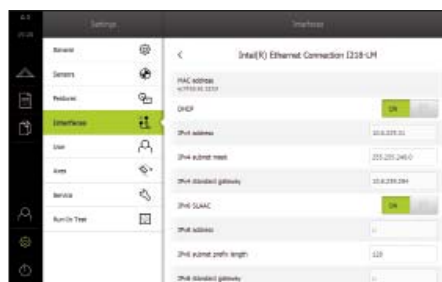 Settings
Interfaces
General
Sensors
Features
Interfaces
User
Axes
Service
Run Up Test
Intel(R) Ethernet Connection I218-LM
MAC address
DHCP
ON
IPv4 address
IPv4 subnet mask
255.255.240.0
IPv4 standard gateway
IPv6 SLAAC
ON
IPv6 address
IPv6 subnet prefix length
128
IPv6 standard gateway